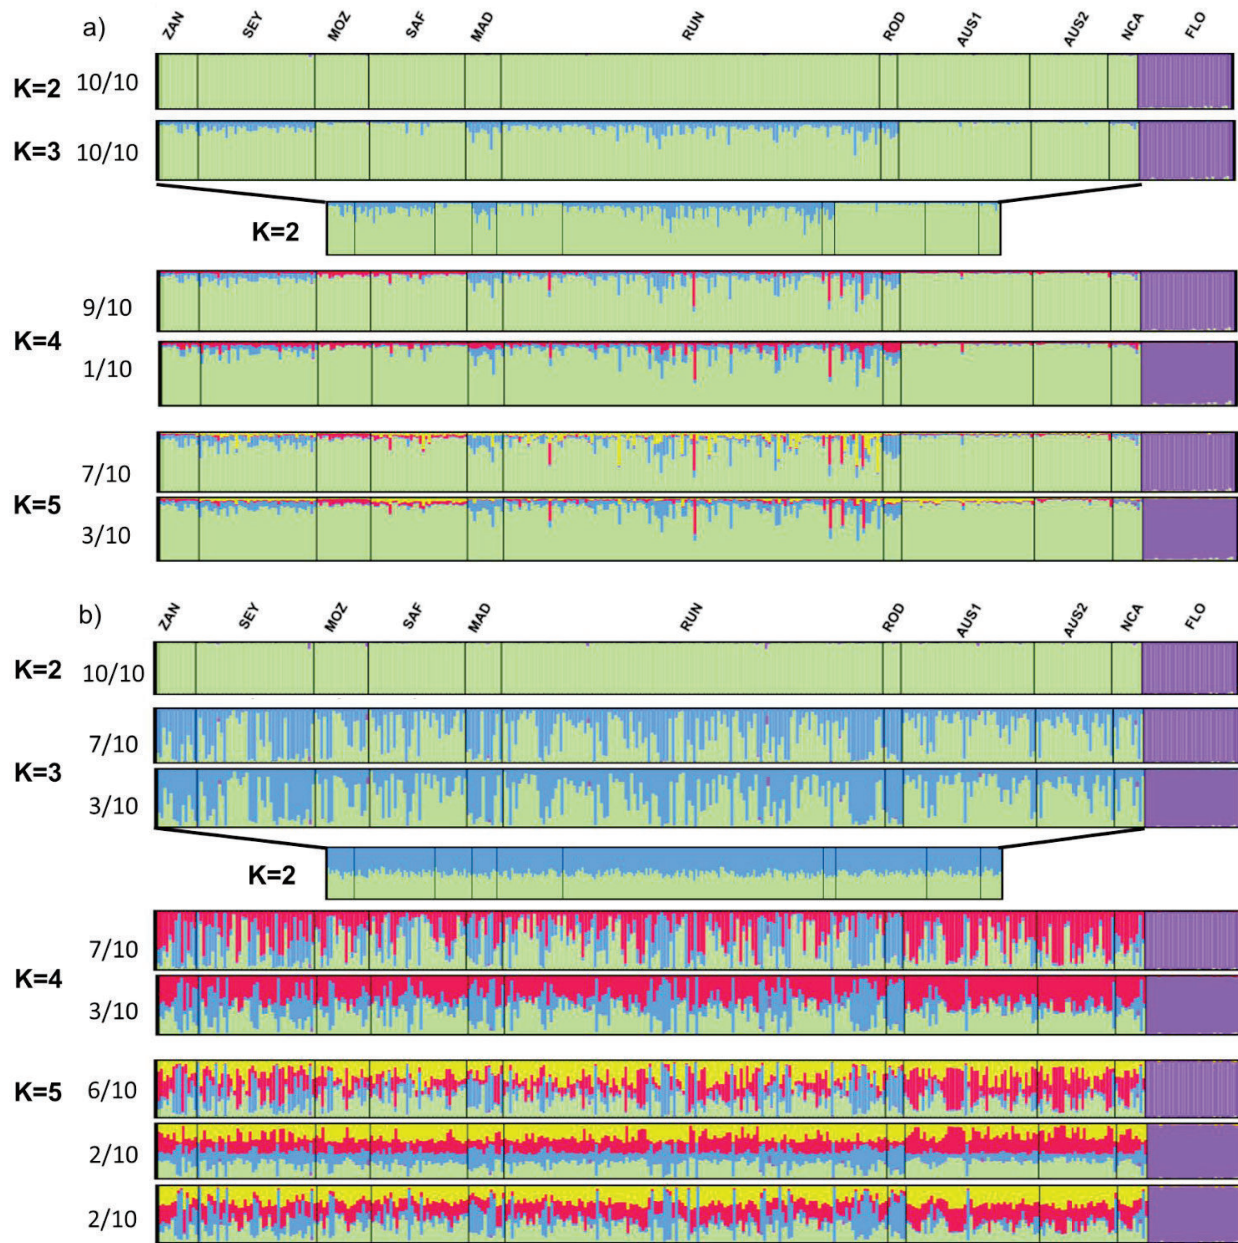 a)
ZAN SEY MOZ SAF MAD RUN ROD AUS1 AUS2 NCA FLO
K=2 10/10
K=3 10/10
K=2
9/10
K=4
1/10
7/10
K=5
3/10
b)
ZAN SEY MOZ SAF MAD RUN ROD AUS1 AUS2 NCA FLO
K=2 10/10
7/10
K=3
3/10
K=2
7/10
K=4
3/10
K=5 6/10
2/10
2/10